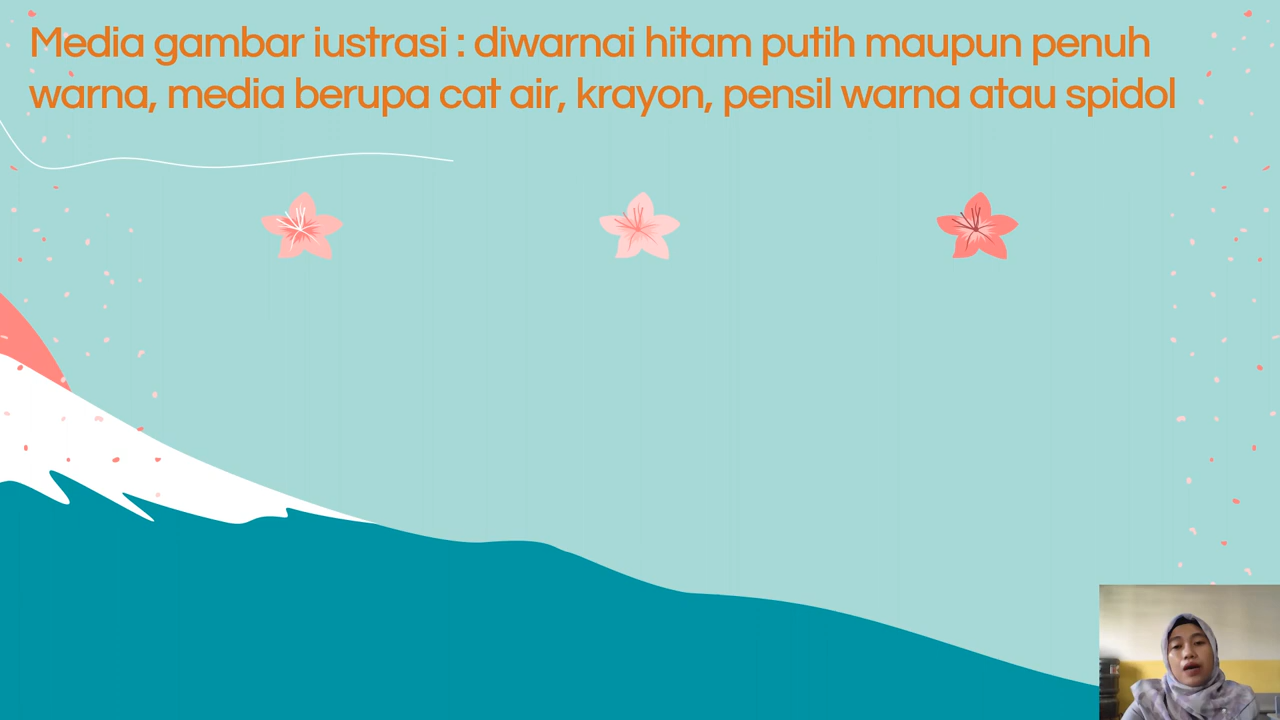 Media gambar iustrasi : diwarnai hitam putih maupun penuh
warna, media berupa cat air, krayon, pensil warna atau spidol